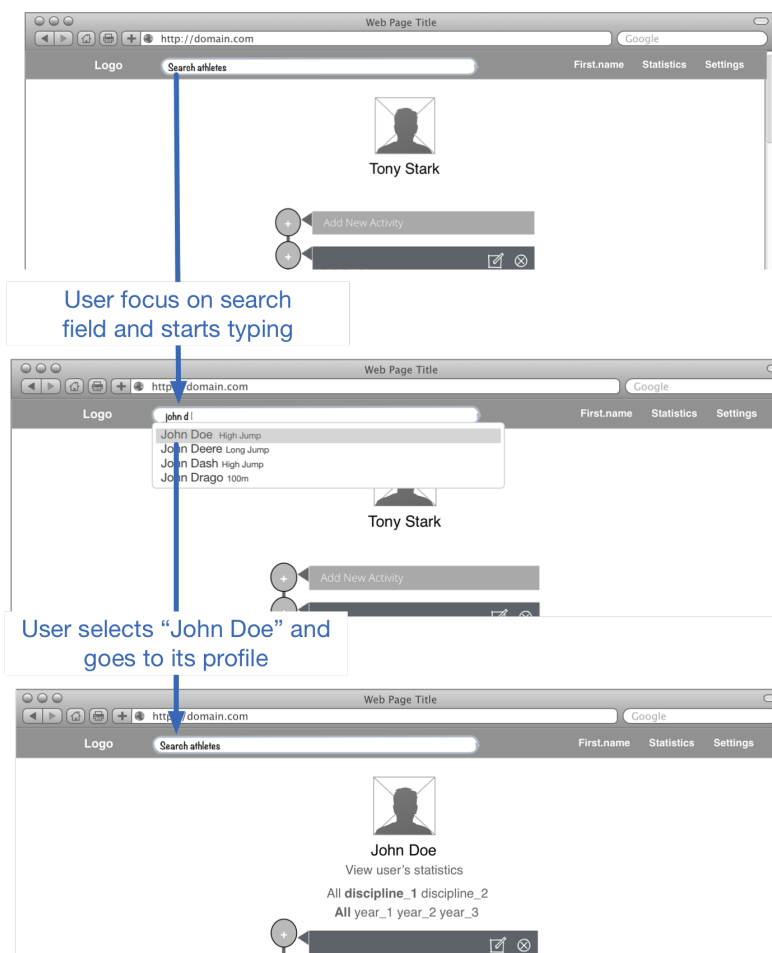 Web Page Title
http://domain.com
Google
Logo
Search athletes
First.name Statistics Settings
Tony Stark
+
Add New Activity
+
User focus on search
field and starts typing
Web Page Title
http://domain.com
Google
Logo
john d
First.name Statistics Settings
John Doe High Jump
John Deere Long Jump
John Dash High Jump
John Drago 100m
Tony Stark
+
Add New Activity
User selects “John Doe” and
goes to its profile
Web Page Title
http://domain.com
Google
Logo
Search athletes
First.name Statistics Settings
John Doe
View user's statistics
All discipline_1 discipline_2
All year_1 year_2 year_3
+